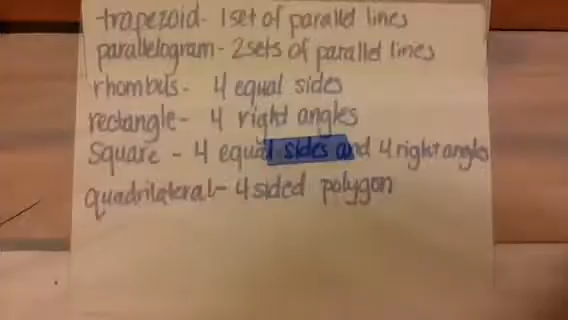 -trapezoid- 1 set of parallel lines
parallelogram- 2 sets of parallel lines
rhombus- 4 equal sides
rectangle- 4 right angles
square - 4 equal sides and 4 right angles
quadrilateral- 4 sided polygon